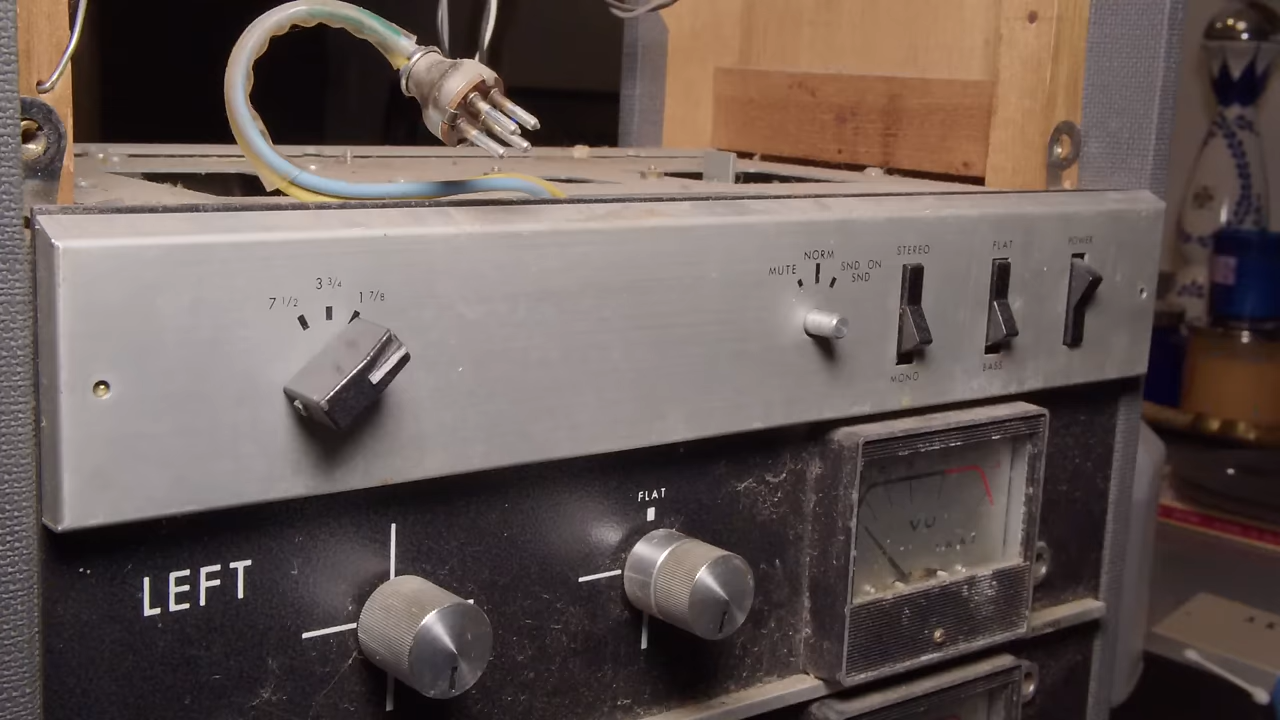 7 1/2
3 3/4
1 7/8
MUTE
NORM
SND ON
SND
STEREO
MONO
FLAT
BASS
POWER
FLAT
LEFT
VU